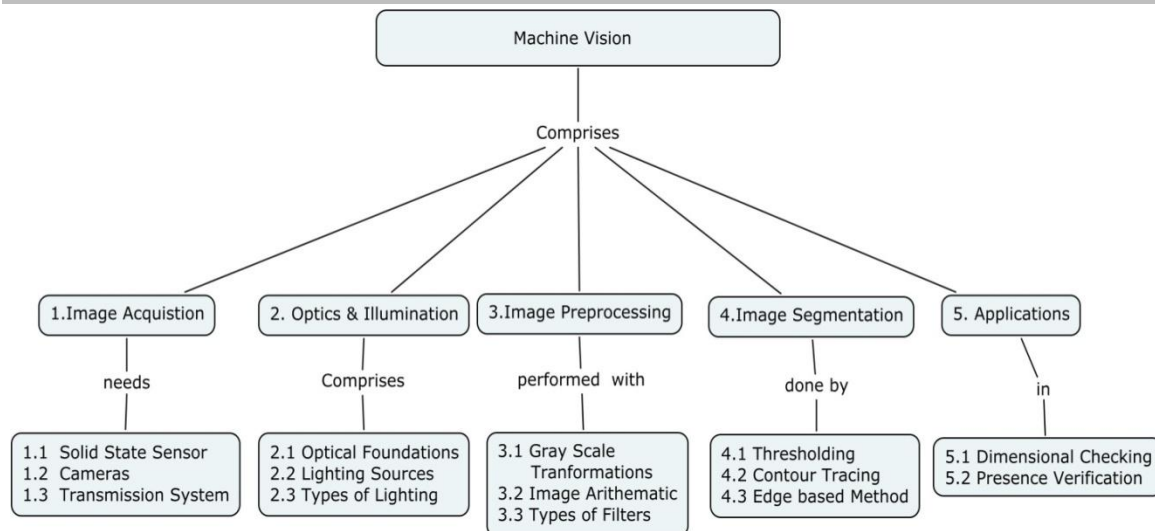 Machine Vision
Comprises
1.Image Acquistion
2. Optics & Illumination
3.Image Preprocessing
4.Image Segmentation
5. Applications
needs
Comprises
performed with
done by
in
1.1 Solid State Sensor
1.2 Cameras
1.3 Transmission System
2.1 Optical Foundations
2.2 Lighting Sources
2.3 Types of Lighting
3.1 Gray Scale
Tranformations
3.2 Image Arithematic
3.3 Types of Filters
4.1 Thresholding
4.2 Contour Tracing
4.3 Edge based Method
5.1 Dimensional Checking
5.2 Presence Verification